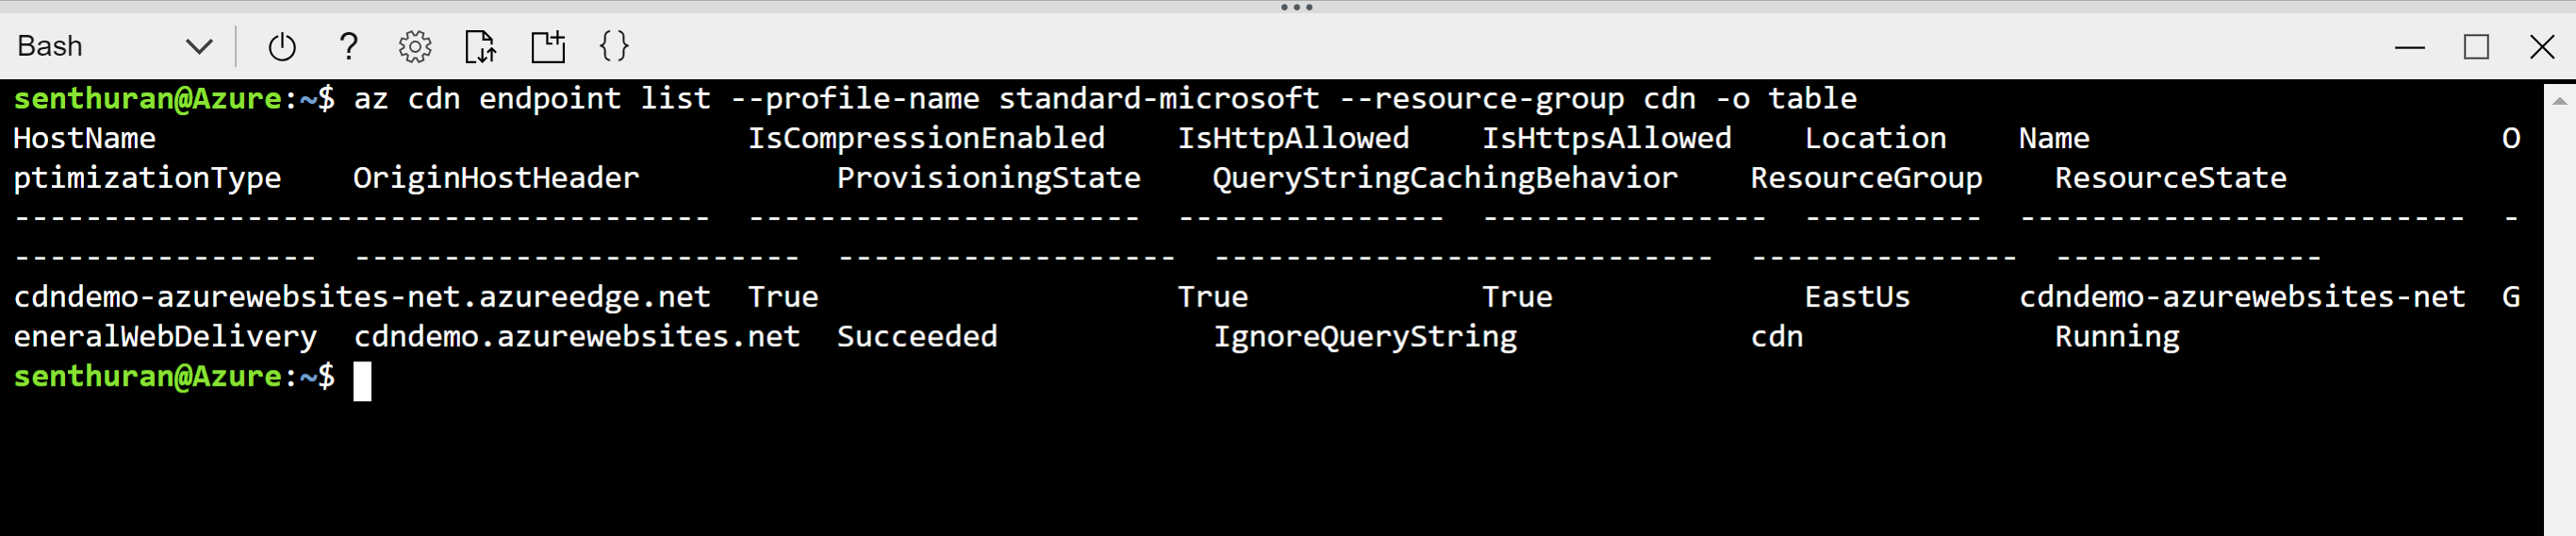 Bash
senthuran@Azure:~$ az cdn endpoint list --profile-name standard-microsoft --resource-group cdn -o table
HostName                                 IsCompressionEnabled    IsHttpAllowed    IsHttpsAllowed    Location    Name                       O
ptimizationType    OriginHostHeader           ProvisioningState    QueryStringCachingBehavior    ResourceGroup    ResourceState
---------------------------------------  ----------------------  ---------------  ----------------  ----------  -------------------------  -
-----------------  -------------------------  -------------------  ----------------------------  ---------------  ---------------
cdndemo-azurewebsites-net.azureedge.net  True                    True             True              EastUs      cdndemo-azurewebsites-net  G
eneralWebDelivery  cdndemo.azurewebsites.net  Succeeded            IgnoreQueryString             cdn              Running
senthuran@Azure:~$